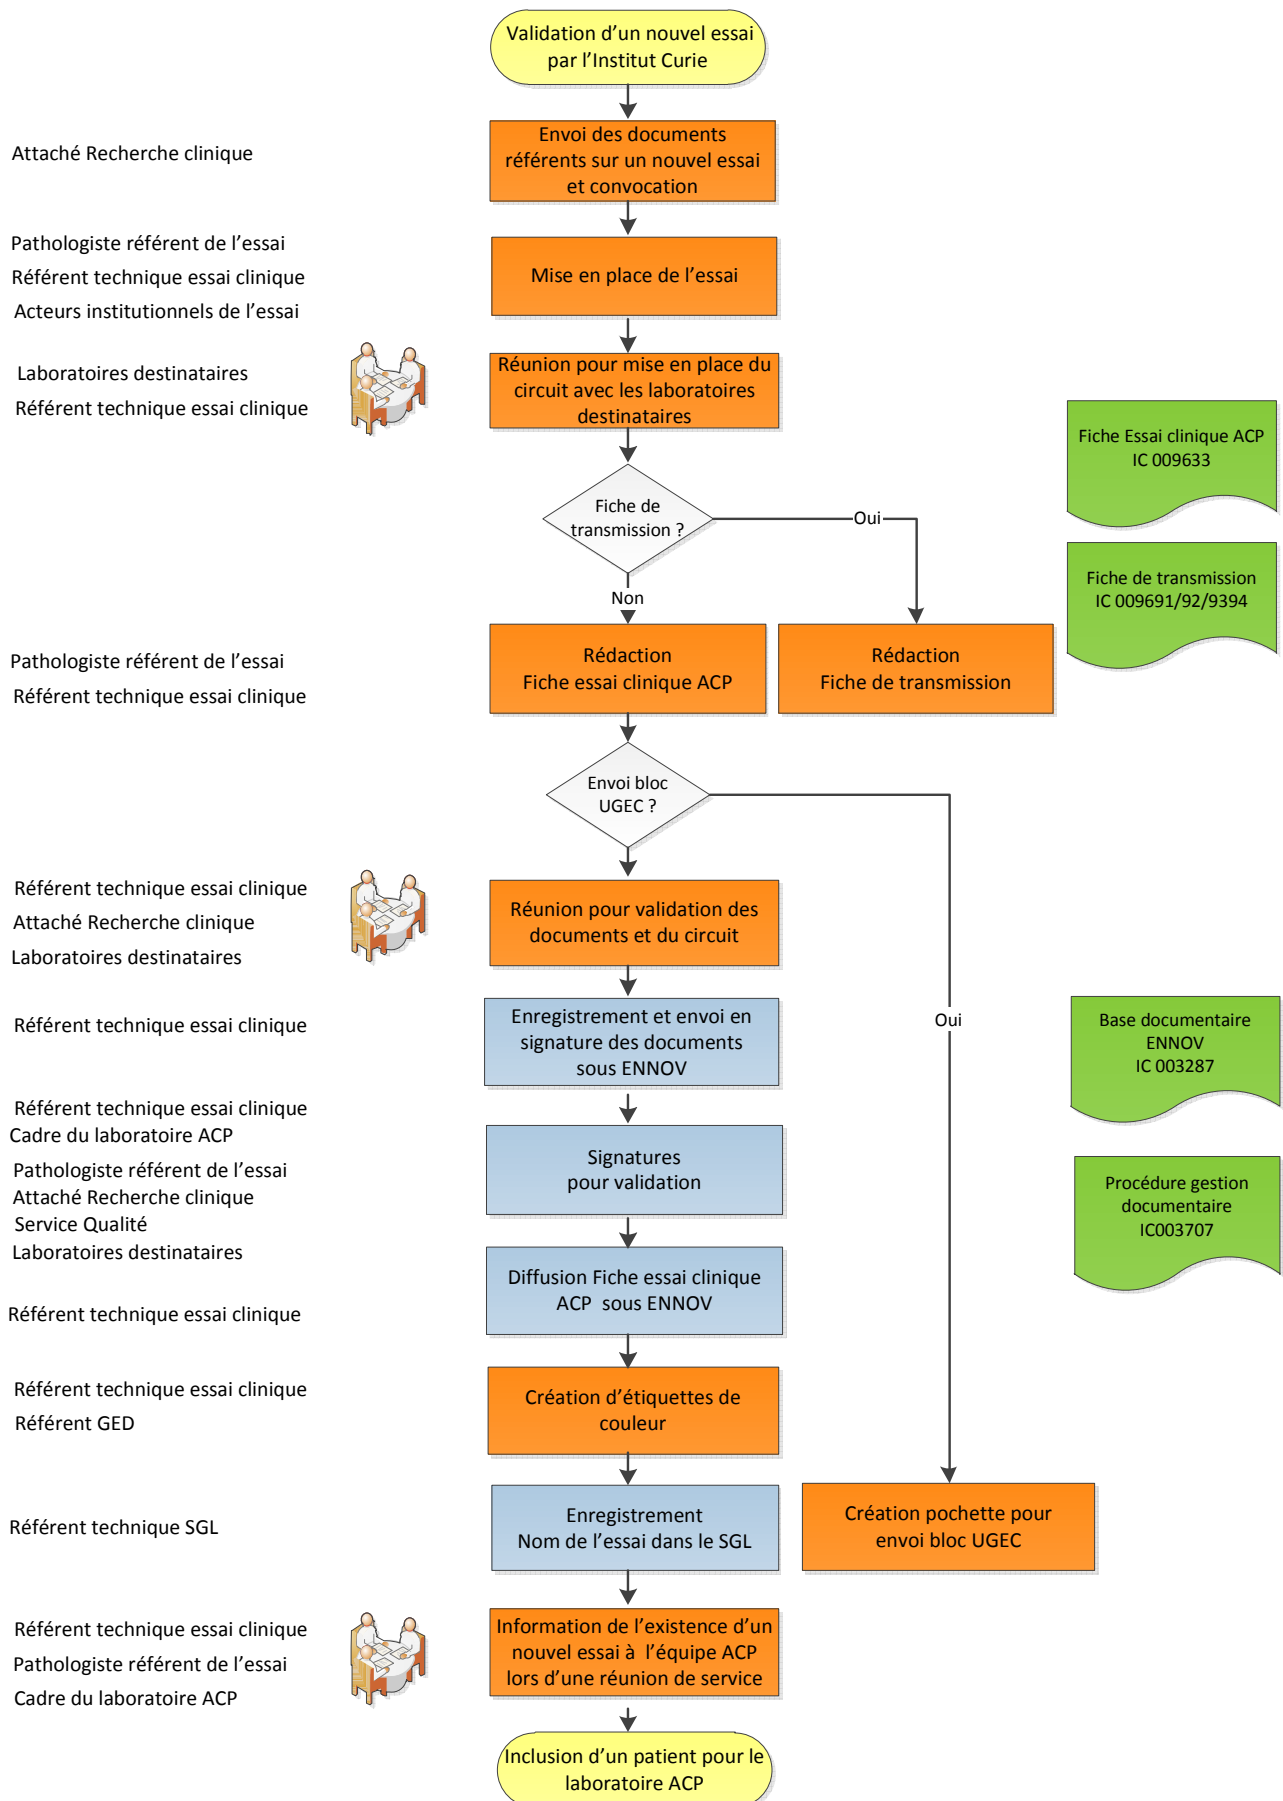 Validation d’un nouvel essai
par l’Institut Curie
Attaché Recherche clinique
Envoi des documents
référents sur un nouvel essai
et convocation
Pathologiste référent de l’essai
Référent technique essai clinique
Acteurs institutionnels de l’essai
Mise en place de l’essai
Laboratoires destinataires
Référent technique essai clinique
Réunion pour mise en place du
circuit avec les laboratoires
destinataires
Fiche Essai clinique ACP
IC 009633
Fiche de
transmission ?
Oui
Non
Fiche de transmission
IC 009691/92/9394
Pathologiste référent de l’essai
Référent technique essai clinique
Rédaction
Fiche essai clinique ACP
Rédaction
Fiche de transmission
Envoi bloc
UGEC ?
Référent technique essai clinique
Attaché Recherche clinique
Laboratoires destinataires
Réunion pour validation des
documents et du circuit
Référent technique essai clinique
Enregistrement et envoi en
signature des documents
sous ENNOV
Oui
Base documentaire
ENNOV
IC 003287
Référent technique essai clinique
Cadre du laboratoire ACP
Pathologiste référent de l’essai
Attaché Recherche clinique
Service Qualité
Laboratoires destinataires
Signatures
pour validation
Procédure gestion
documentaire
IC003707
Référent technique essai clinique
Diffusion Fiche essai clinique
ACP sous ENNOV
Référent technique essai clinique
Référent GED
Création d’étiquettes de
couleur
Référent technique SGL
Enregistrement
Nom de l’essai dans le SGL
Création pochette pour
envoi bloc UGEC
Référent technique essai clinique
Pathologiste référent de l’essai
Cadre du laboratoire ACP
Information de l’existence d’un
nouvel essai à l’équipe ACP
lors d’une réunion de service
Inclusion d’un patient pour le
laboratoire ACP